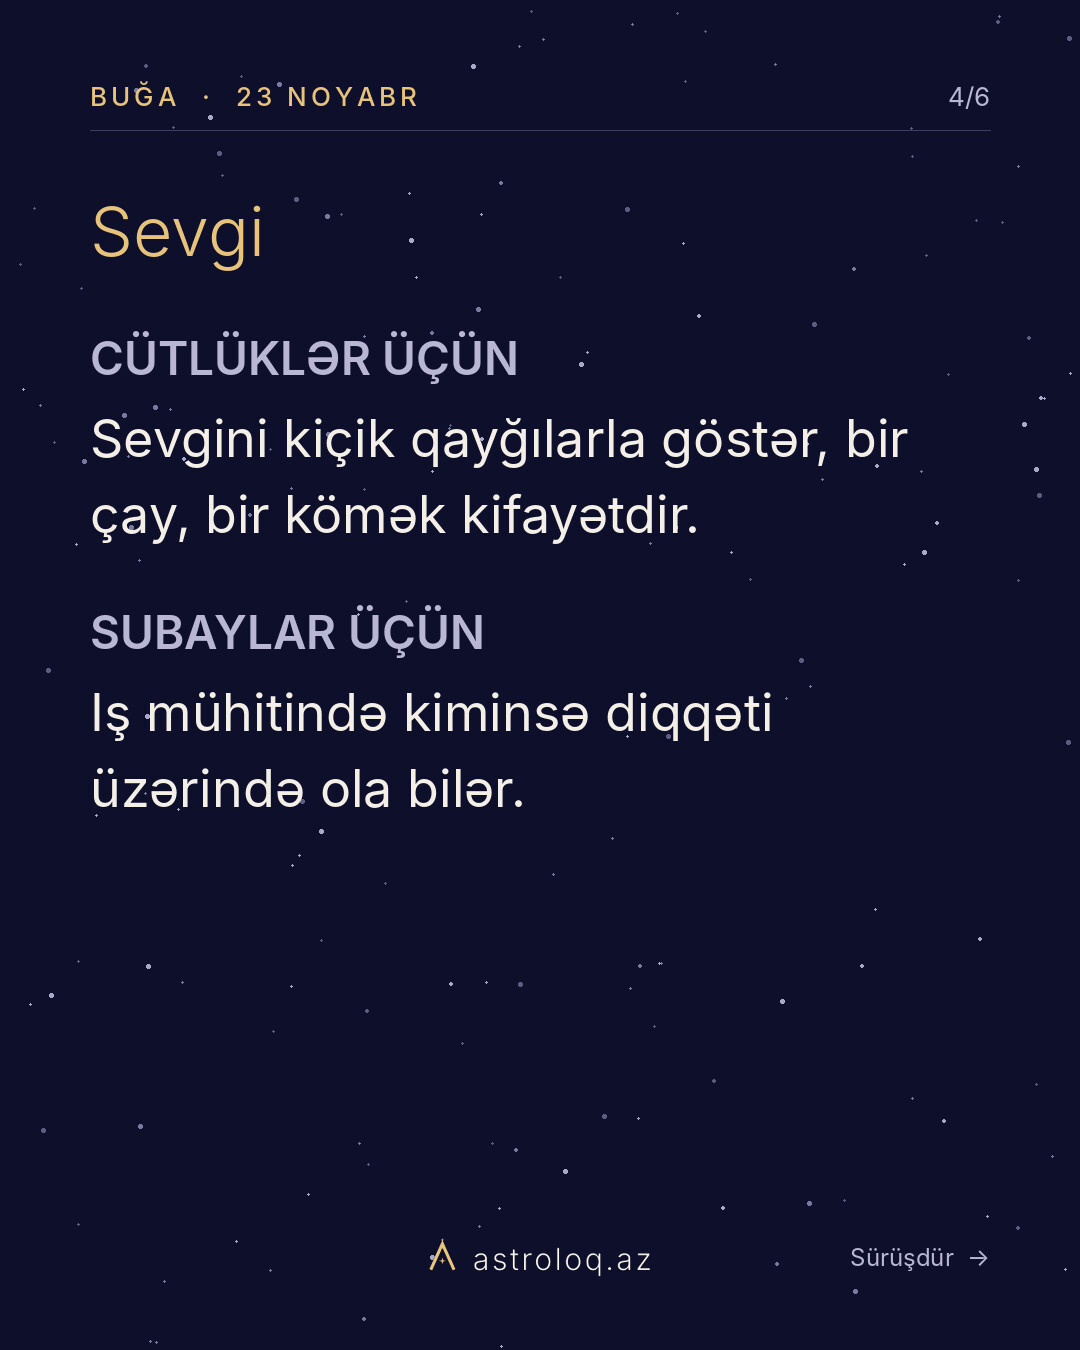 BUĞA · 23 NOYABR
4/6
Sevgi
CÜTLÜKLƏR ÜÇÜN
Sevgini kiçik qayğılarla göstər, bir
çay, bir kömək kifayətdir.
SUBAYLAR ÜÇÜN
Iş mühitində kiminsə diqqəti
üzərində ola bilər.
astroloq.az
Sürüşdür →